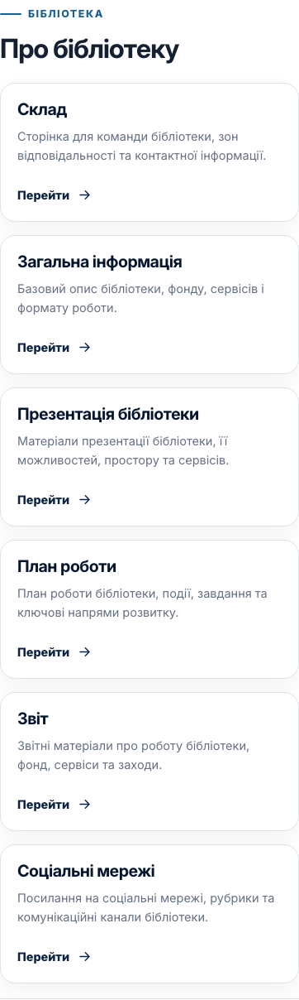 БІБЛІОТЕКА
Про бібліотеку
Склад
Сторінка для команди бібліотеки, зон
відповідальності та контактної інформації.
Перейти →
Загальна інформація
Базовий опис бібліотеки, фонду, сервісів і
формату роботи.
Перейти →
Презентація бібліотеки
Матеріали презентації бібліотеки, її
можливостей, простору та сервісів.
Перейти →
План роботи
План роботи бібліотеки, події, завдання та
ключові напрями розвитку.
Перейти →
Звіт
Звітні матеріали про роботу бібліотеки,
фонд, сервіси та заходи.
Перейти →
Соціальні мережі
Посилання на соціальні мережі, рубрики та
комунікаційні канали бібліотеки.
Перейти →